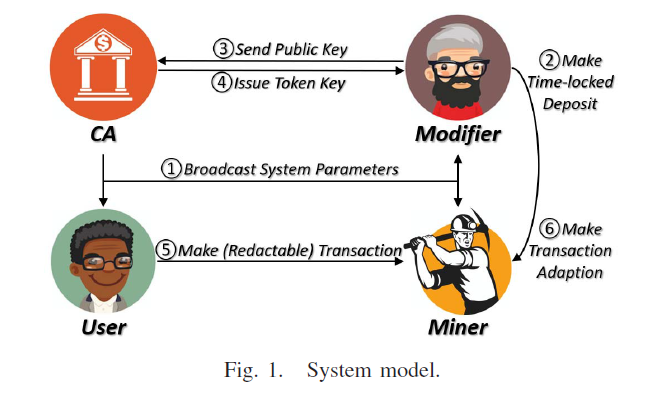 ③Send Public Key
④Issue Token Key
②Make
Time-locked
Deposit
CA
Modifier
①Broadcast System Parameters
⑤Make (Redactable) Transaction
⑥Make
Transaction
Adaption
User
Miner
Fig. 1. System model.